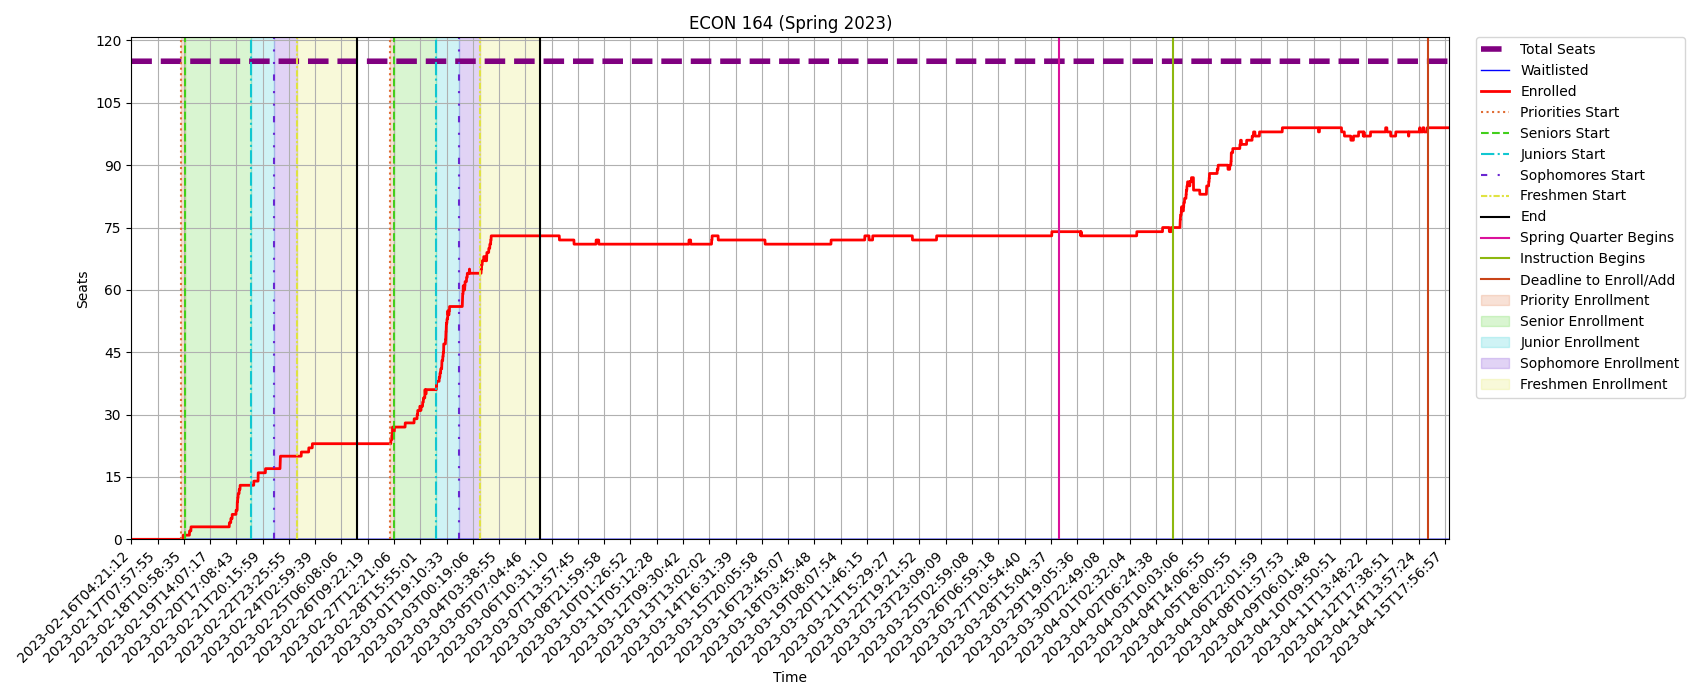 ECON 164 (Spring 2023)
120
105
90
75
60
45
30
15
0
Seats
2023-02-16T04:21:12
2023-02-17T07:57:55
2023-02-18T10:58:35
2023-02-19T14:07:17
2023-02-20T17:08:43
2023-02-21T20:15:59
2023-02-22T23:25:55
2023-02-24T02:59:39
2023-02-25T06:08:06
2023-02-26T09:22:19
2023-02-27T12:21:06
2023-02-28T15:55:01
2023-03-01T19:10:33
2023-03-03T00:19:06
2023-03-04T03:38:55
2023-03-05T07:04:46
2023-03-06T10:31:10
2023-03-07T13:57:45
2023-03-08T21:59:58
2023-03-10T01:26:52
2023-03-11T05:12:28
2023-03-12T09:30:42
2023-03-13T13:02:02
2023-03-14T16:31:39
2023-03-15T20:05:58
2023-03-16T23:45:07
2023-03-18T03:45:48
2023-03-19T08:07:54
2023-03-20T11:46:15
2023-03-21T15:29:27
2023-03-22T19:21:52
2023-03-23T23:09:09
2023-03-25T02:59:08
2023-03-26T06:59:18
2023-03-27T10:54:40
2023-03-28T15:04:37
2023-03-29T19:05:36
2023-03-30T22:49:08
2023-04-01T02:32:04
2023-04-02T06:24:38
2023-04-03T10:03:06
2023-04-04T14:06:55
2023-04-05T18:00:55
2023-04-06T22:01:59
2023-04-08T01:57:53
2023-04-09T06:01:48
2023-04-10T09:50:51
2023-04-11T13:48:22
2023-04-12T17:38:51
2023-04-14T13:57:24
2023-04-15T17:56:57
Time
Total Seats
Waitlisted
Enrolled
Priorities Start
Seniors Start
Juniors Start
Sophomores Start
Freshmen Start
End
Spring Quarter Begins
Instruction Begins
Deadline to Enroll/Add
Priority Enrollment
Senior Enrollment
Junior Enrollment
Sophomore Enrollment
Freshmen Enrollment